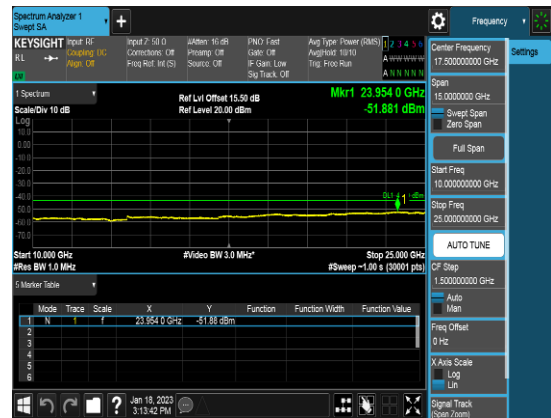 Spectrum Analyzer 1
Swept SA
+
Frequency
KEYSIGHT
RL
Input: RF
Coupling: DC
Align: Off
Input Z: 50 Ω
Corrections: Off
Freq Ref: Int (S)
#Atten: 16 dB
Preamp: Off
Source: Off
PNO: Fast
Gate: Off
IF Gain: Low
Sig Track: Off
Avg Type: Power (RMS)
Avg|Hold: 10/10
Trig: Free Run
1 2 3 4 5 6
A W W W W W
A N N N N N
Center Frequency
17.500000000 GHz
Settings
Span
15.0000000 GHz
Swept Span
Zero Span
Full Span
Start Freq
10.000000000 GHz
Stop Freq
25.000000000 GHz
AUTO TUNE
CF Step
1.500000000 GHz
Auto
Man
Freq Offset
0 Hz
X Axis Scale
Log
Lin
Signal Track
(Span Zoom)
1 Spectrum
Scale/Div 10 dB
Log
Ref Lvl Offset 15.50 dB
Ref Level 20.00 dBm
Mkr1 23.954 0 GHz
-51.881 dBm
10.0
0.00
-10.0
-20.0
-30.0
-40.0
-50.0
-60.0
-70.0
1
Start 10.000 GHz
#Res BW 1.0 MHz
#Video BW 3.0 MHz*
Stop 25.000 GHz
#Sweep ~1.00 s (30001 pts)
5 Marker Table
Mode Trace Scale X Y Function Function Width Function Value
1 N 1 f 23.954 0 GHz -51.88 dBm
2
3
4
5
6
?
Jan 18, 2023
3:13:42 PM